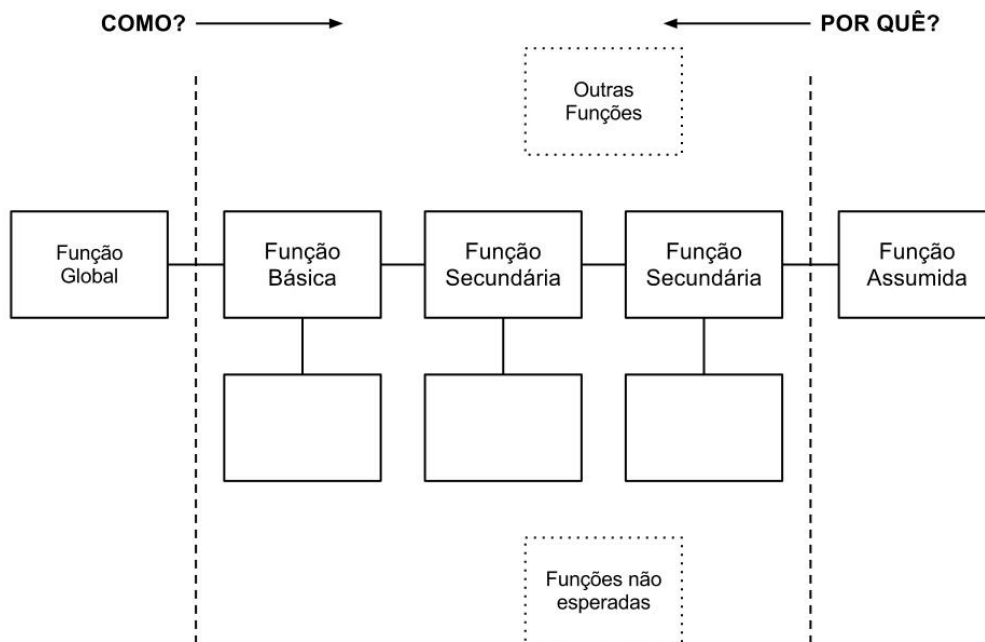 COMO?
POR QUÊ?
Outras
Funções
Função
Global
Função
Básica
Função
Secundária
Função
Secundária
Função
Assumida
Funções não
esperadas